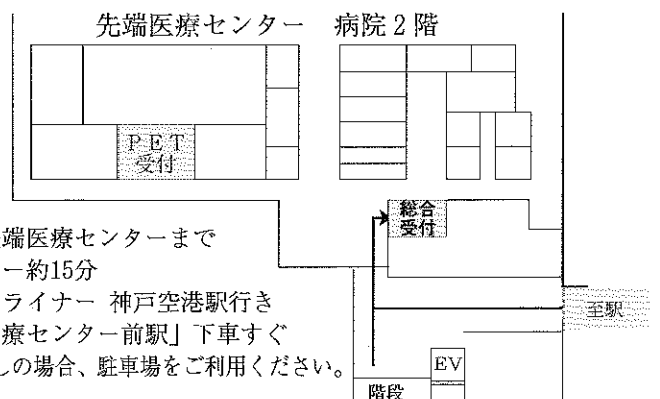 先端医療センター 病院2階
PET
受付
総合
受付
端医療センターまで
ー約15分
ライナー 神戸空港駅行き
療センター前駅」下車すぐ
しの場合、駐車場をご利用ください。
至駅
EV
階段